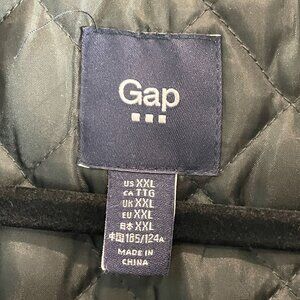 Gap
US XXL
CA TTG
UK XXL
EU XXL
日本 XXL
中国 185/124A
MADE IN
CHINA